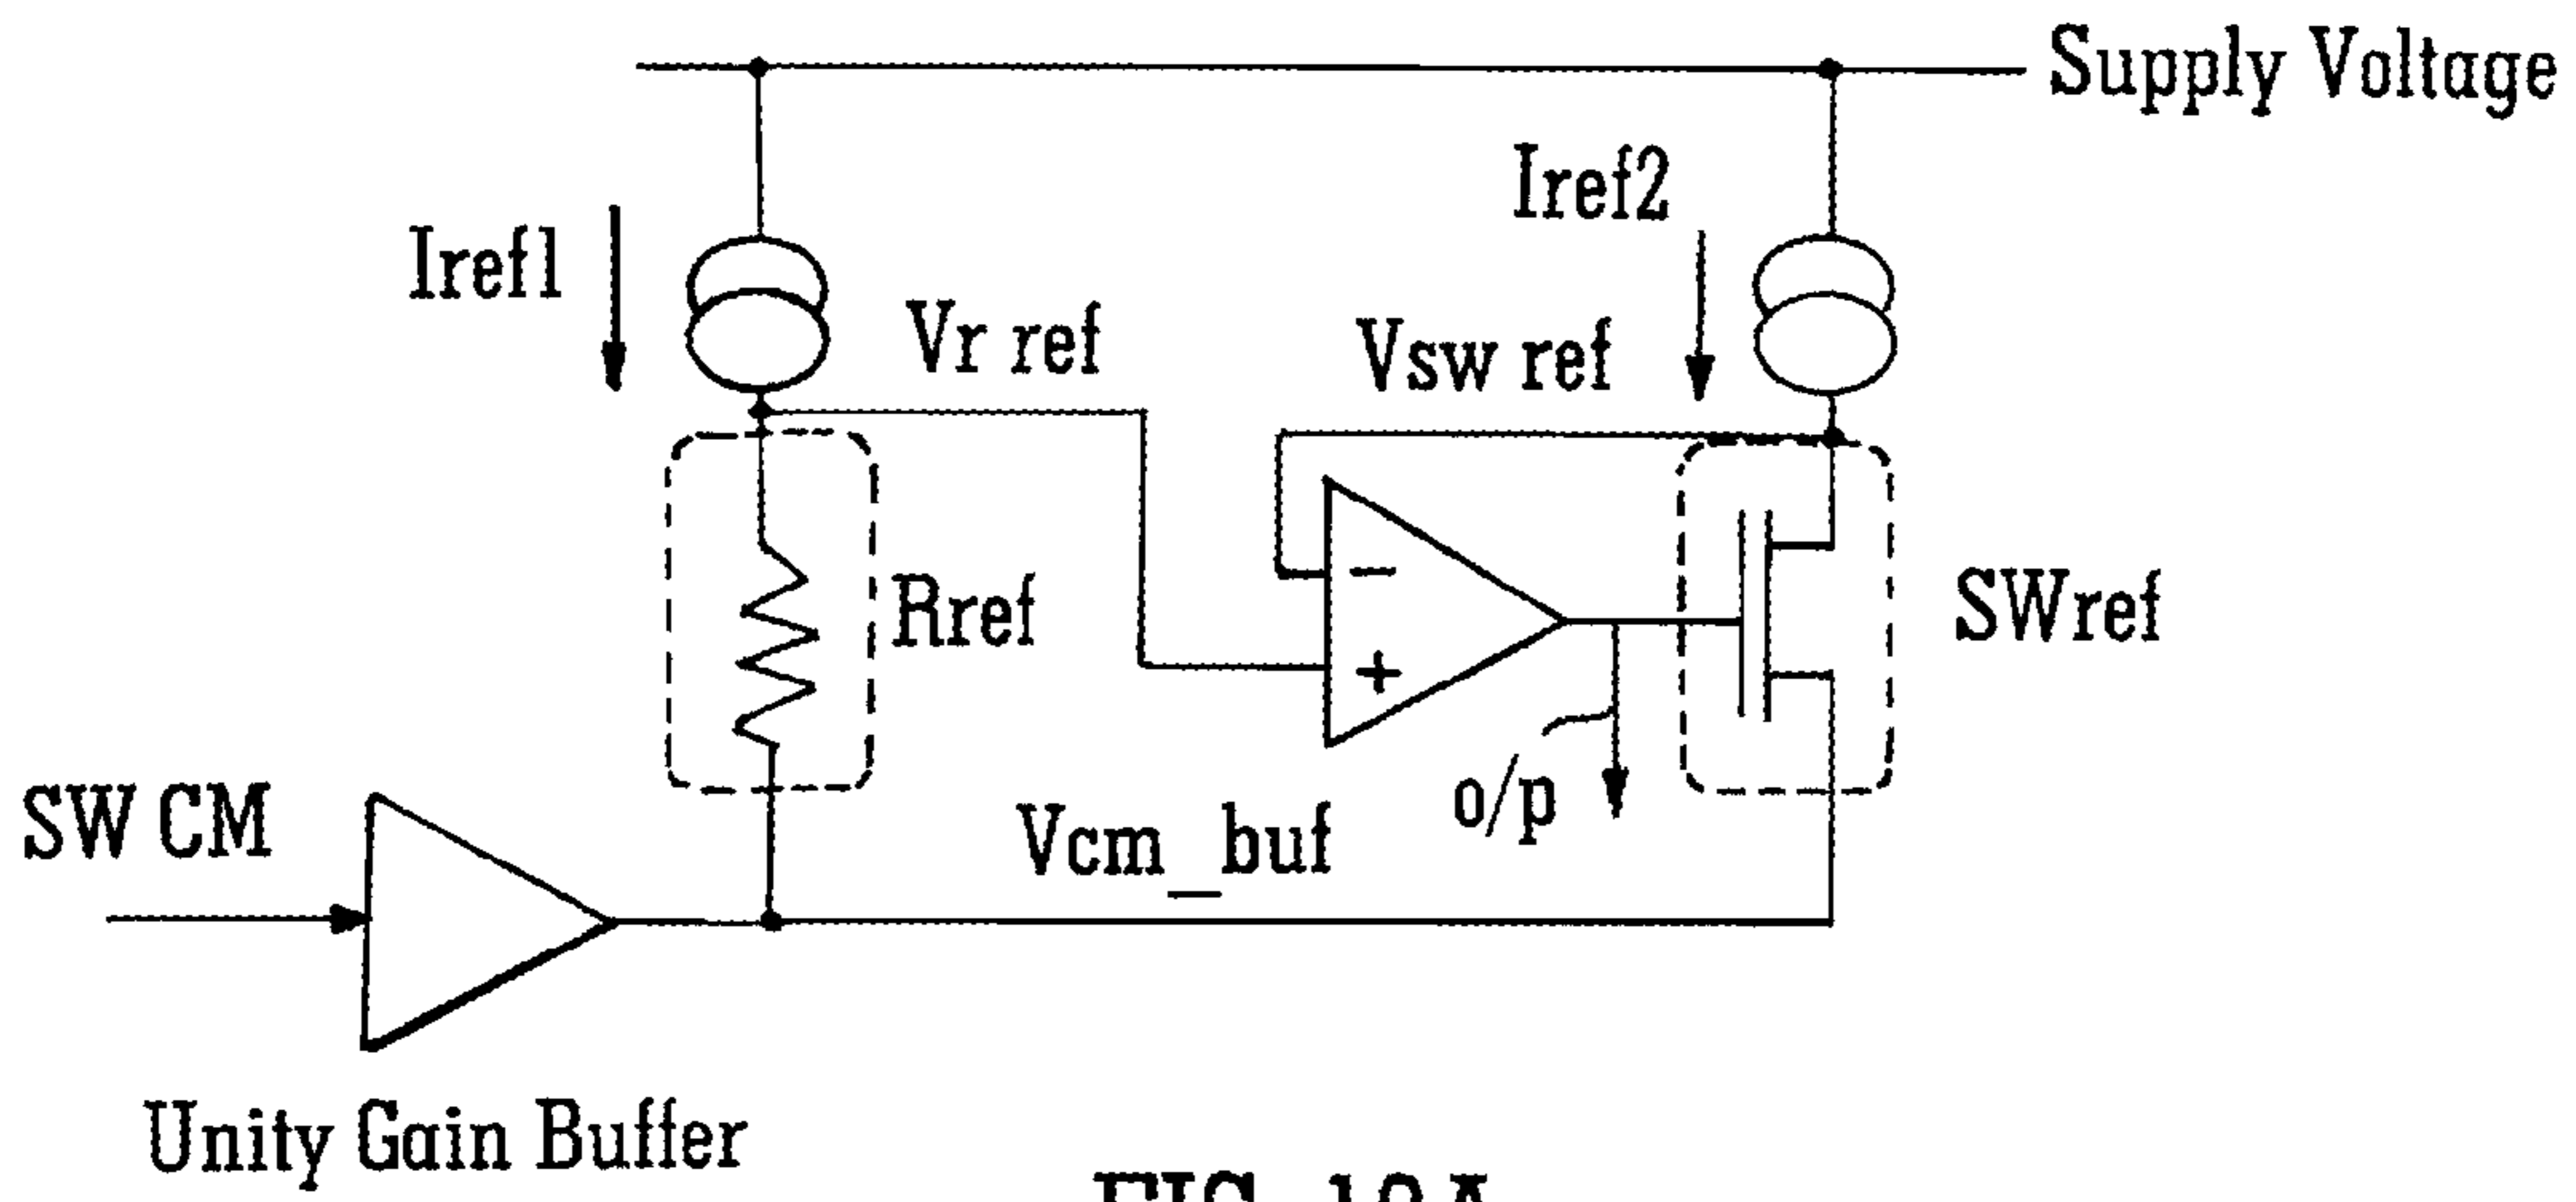 Supply Voltage
Iref2
Iref1
Vr ref
Vsw ref
−
Rref
SWref
+
SW CM
Vcm_buf
o/p
Unity Gain Buffer